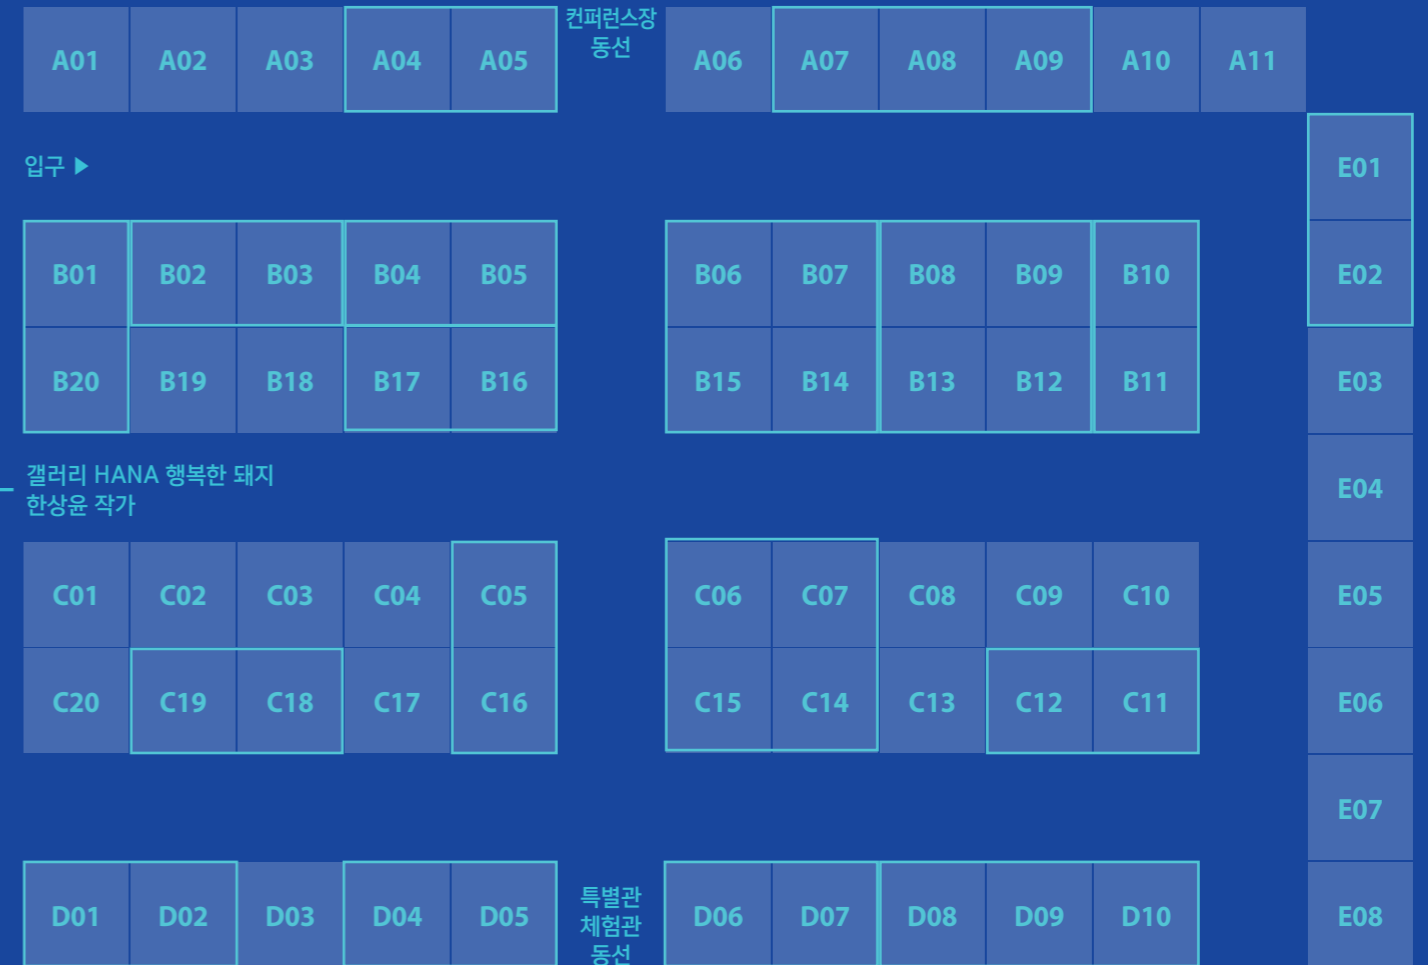 A01 A02 A03 A04 A05
컨퍼런스장
동선
A06 A07 A08 A09 A10 A11
입구 ▶
E01
B01 B02 B03 B04 B05 B06 B07 B08 B09 B10 E02
B20 B19 B18 B17 B16 B15 B14 B13 B12 B11 E03
갤러리 HANA 행복한 돼지
한상윤 작가
E04
C01 C02 C03 C04 C05 C06 C07 C08 C09 C10 E05
C20 C19 C18 C17 C16 C15 C14 C13 C12 C11 E06
E07
D01 D02 D03 D04 D05
특별관
체험관
동선
D06 D07 D08 D09 D10 E08